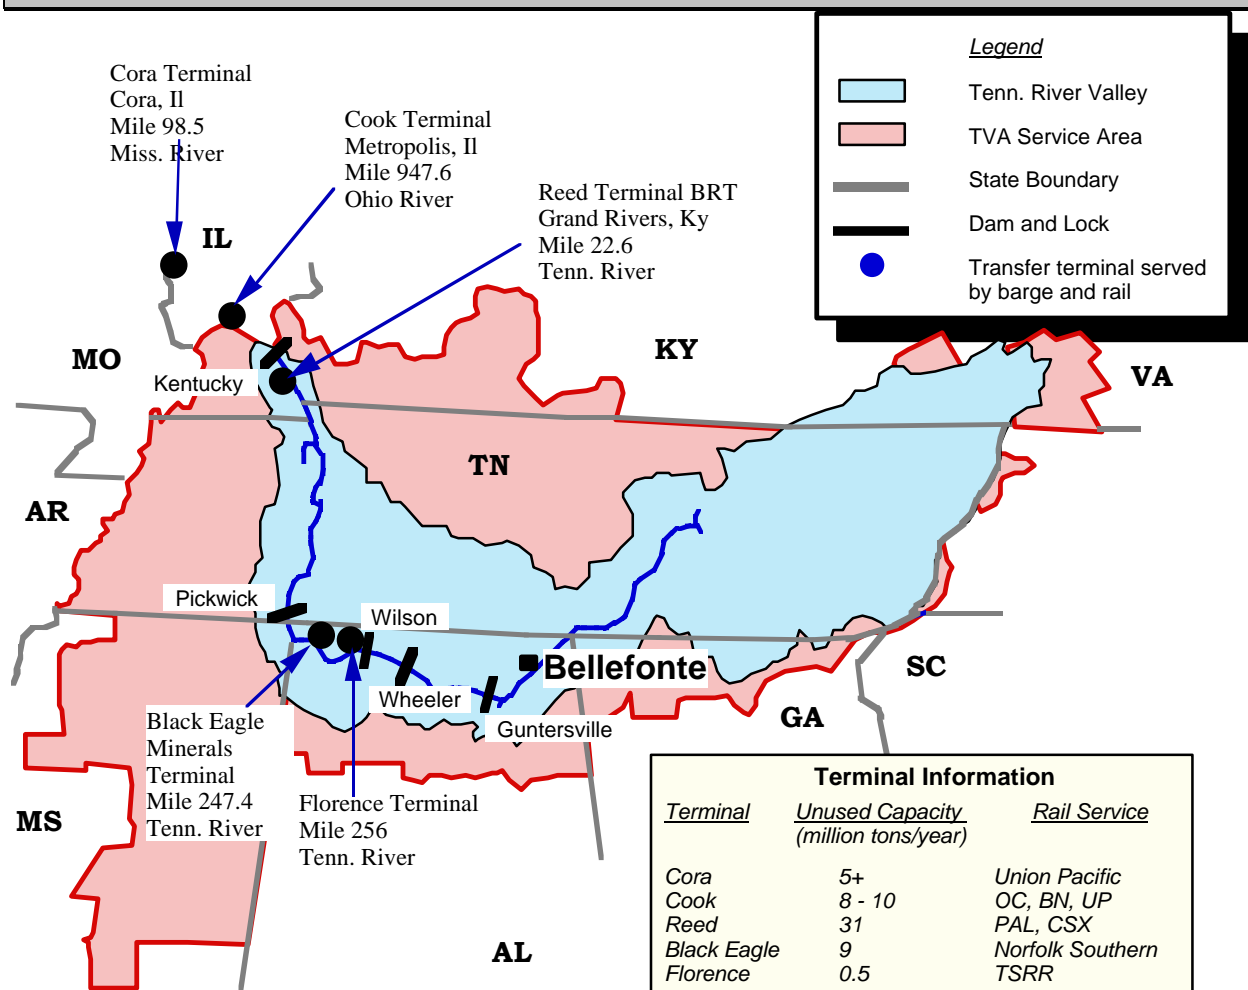 Legend
Tenn. River Valley
TVA Service Area
State Boundary
Dam and Lock
Transfer terminal served
by barge and rail
Cora Terminal
Cora, Il
Mile 98.5
Miss. River
Cook Terminal
Metropolis, Il
Mile 947.6
Ohio River
Reed Terminal BRT
Grand Rivers, Ky
Mile 22.6
Tenn. River
IL
MO
KY
VA
Kentucky
TN
AR
Pickwick
Wilson
Bellefonte
SC
Wheeler
GA
Guntersville
Black Eagle
Minerals
Terminal
Mile 247.4
Tenn. River
Florence Terminal
Mile 256
Tenn. River
MS
AL
Terminal Information
Terminal Unused Capacity Rail Service
(million tons/year)
Cora 5+ Union Pacific
Cook 8 - 10 OC, BN, UP
Reed 31 PAL, CSX
Black Eagle 9 Norfolk Southern
Florence 0.5 TSRR